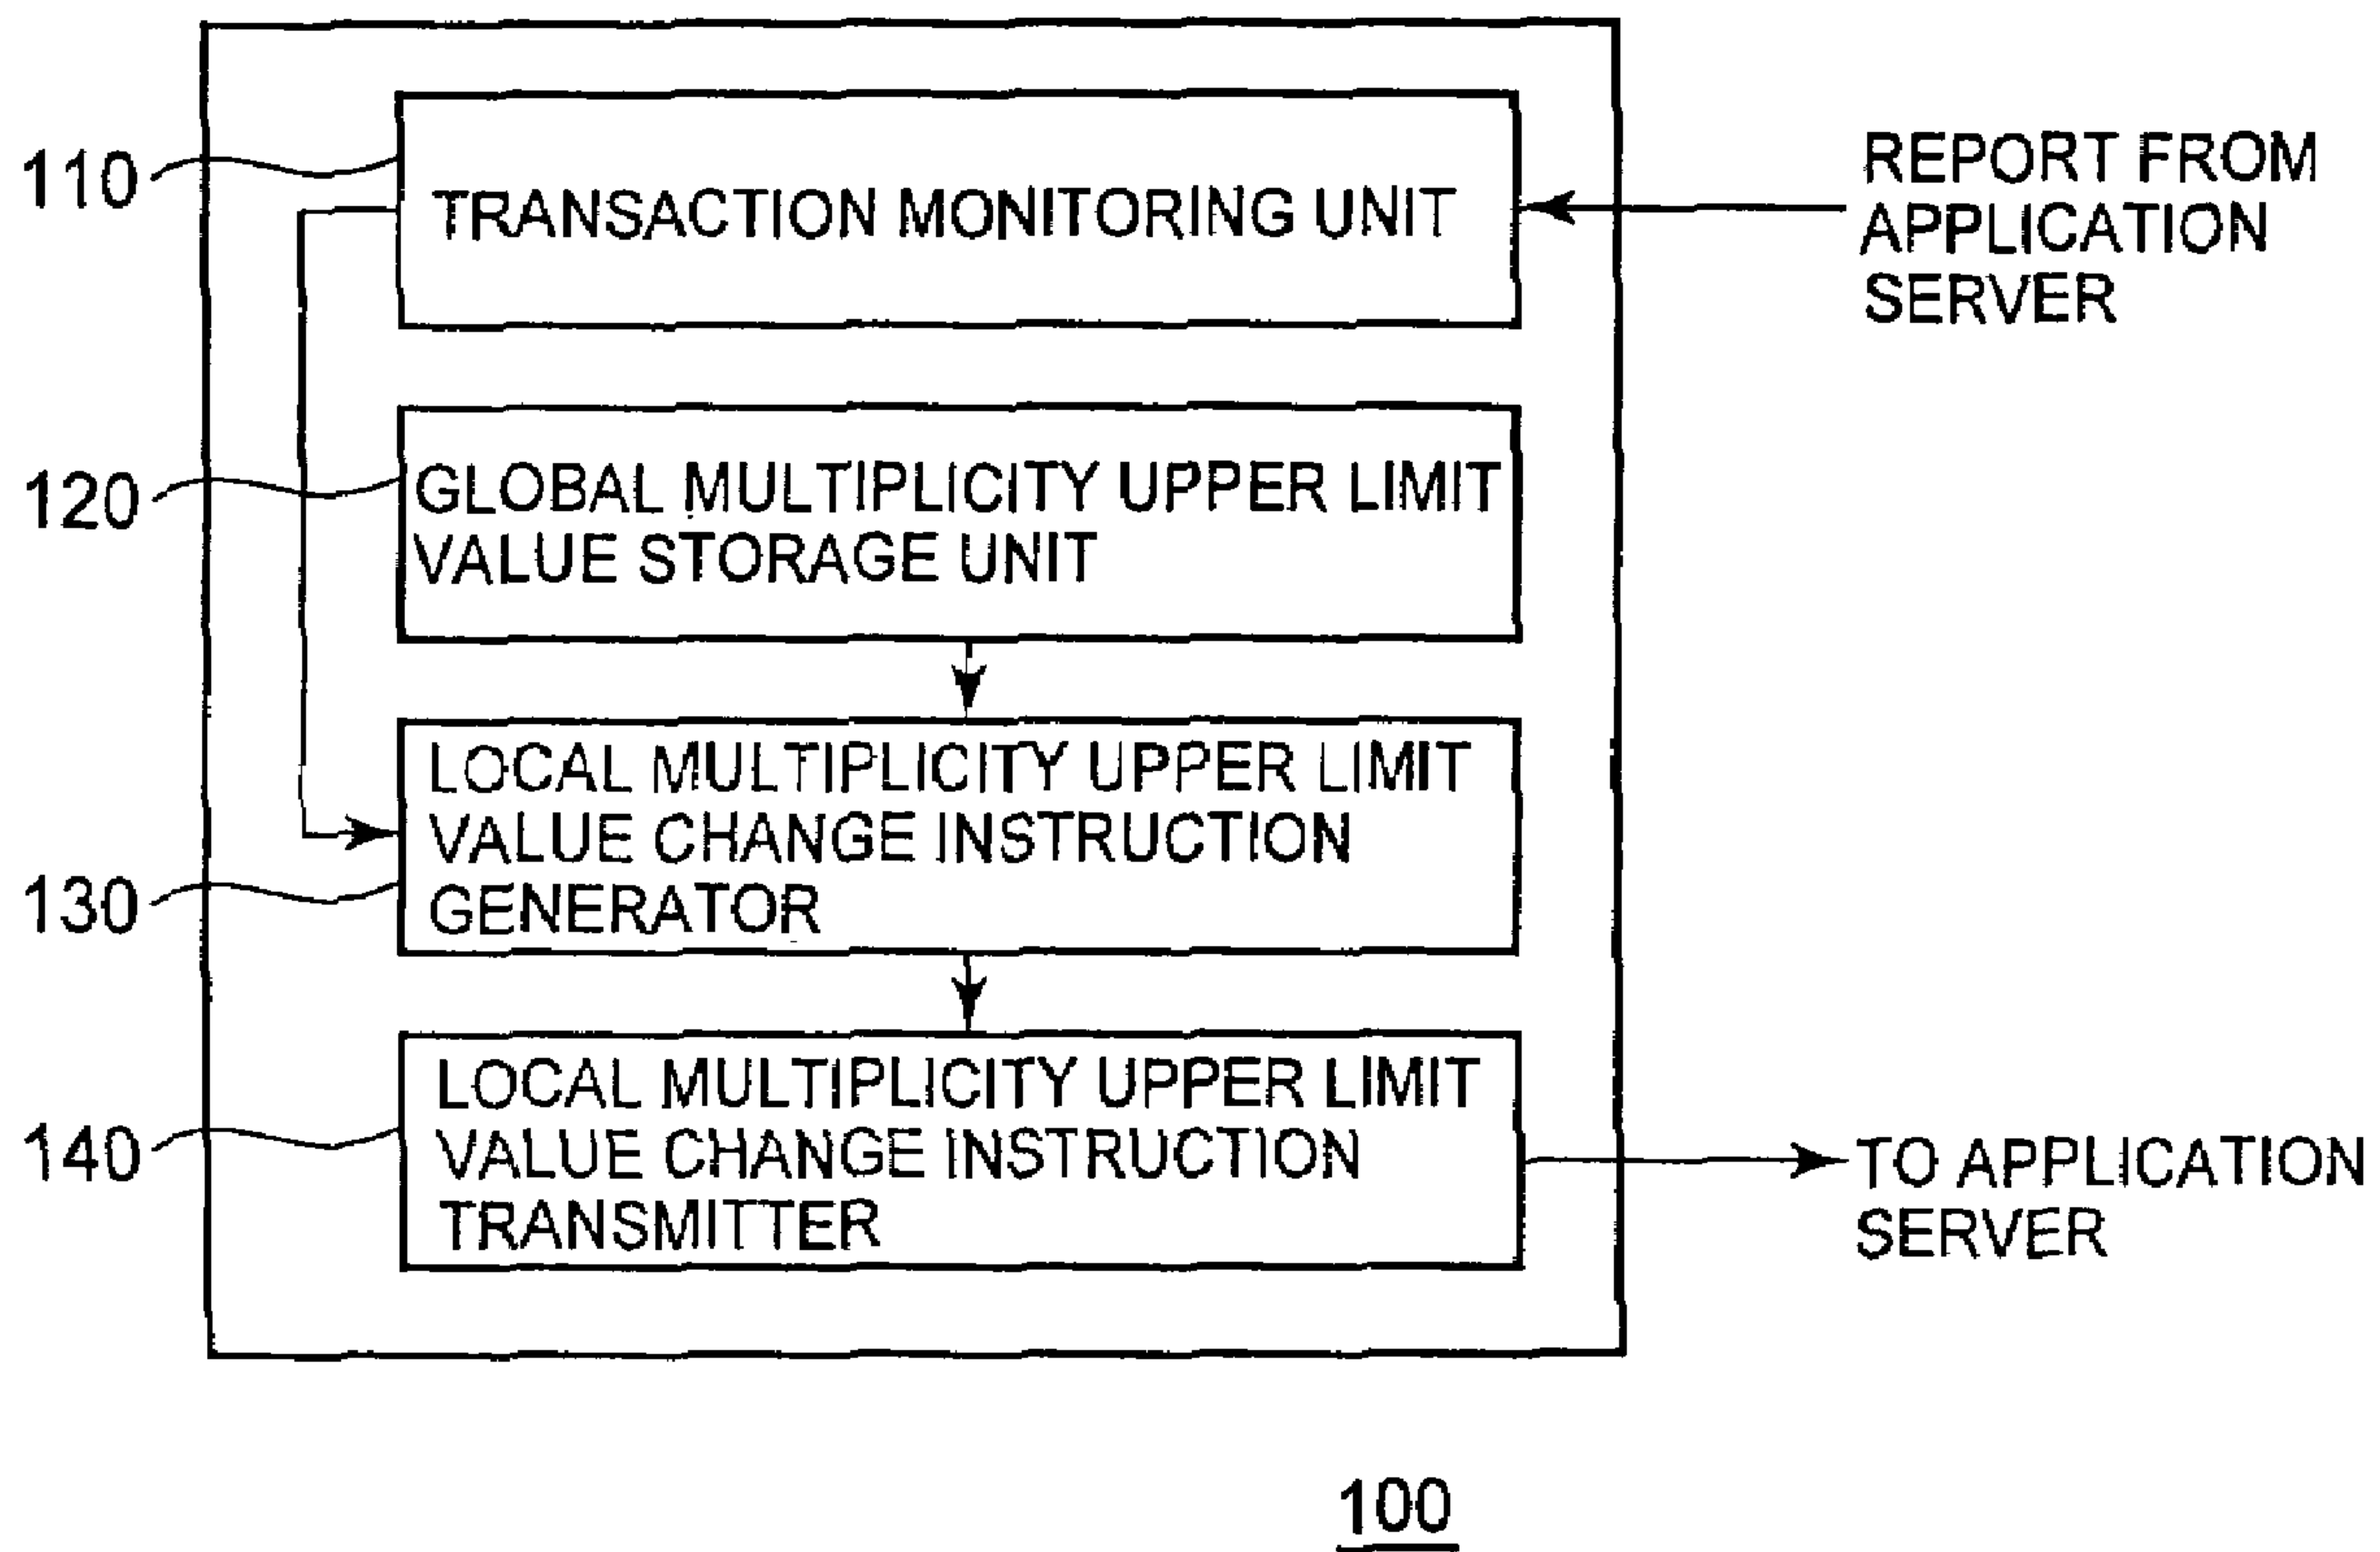 110
TRANSACTION MONITORING UNIT
REPORT FROM
APPLICATION
SERVER
120
GLOBAL MULTIPLICITY UPPER LIMIT
VALUE STORAGE UNIT
130
LOCAL MULTIPLICITY UPPER LIMIT
VALUE CHANGE INSTRUCTION
GENERATOR
140
LOCAL MULTIPLICITY UPPER LIMIT
VALUE CHANGE INSTRUCTION
TRANSMITTER
TO APPLICATION
SERVER
100